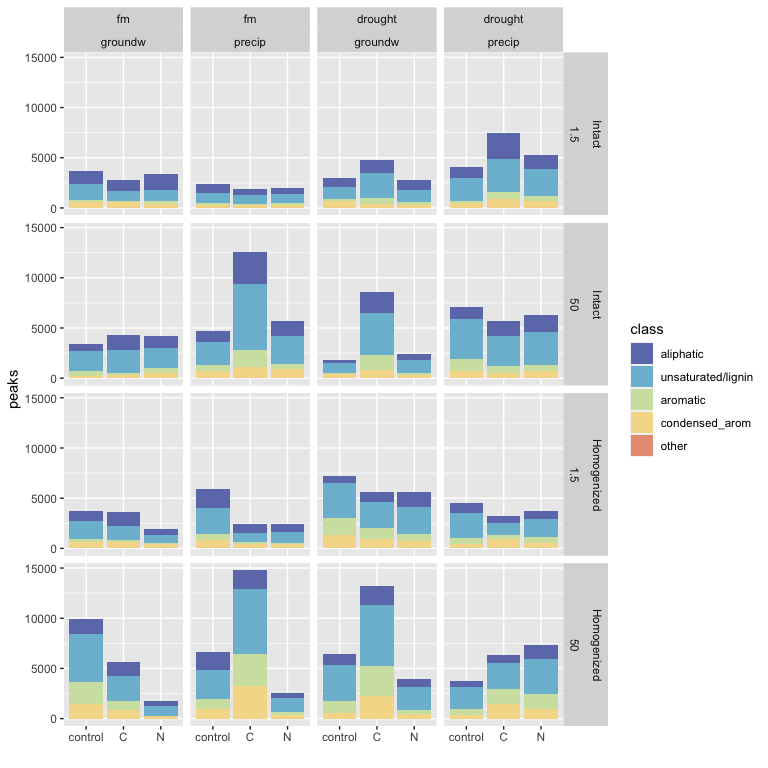 fm fm drought drought
groundw precip groundw precip
peaks
15000
10000
5000
0
Intact
1.5
15000
10000
5000
0
Intact
50
15000
10000
5000
0
Homogenized
1.5
15000
10000
5000
0
Homogenized
50
control C N control C N control C N control C N
class
aliphatic
unsaturated/lignin
aromatic
condensed_arom
other